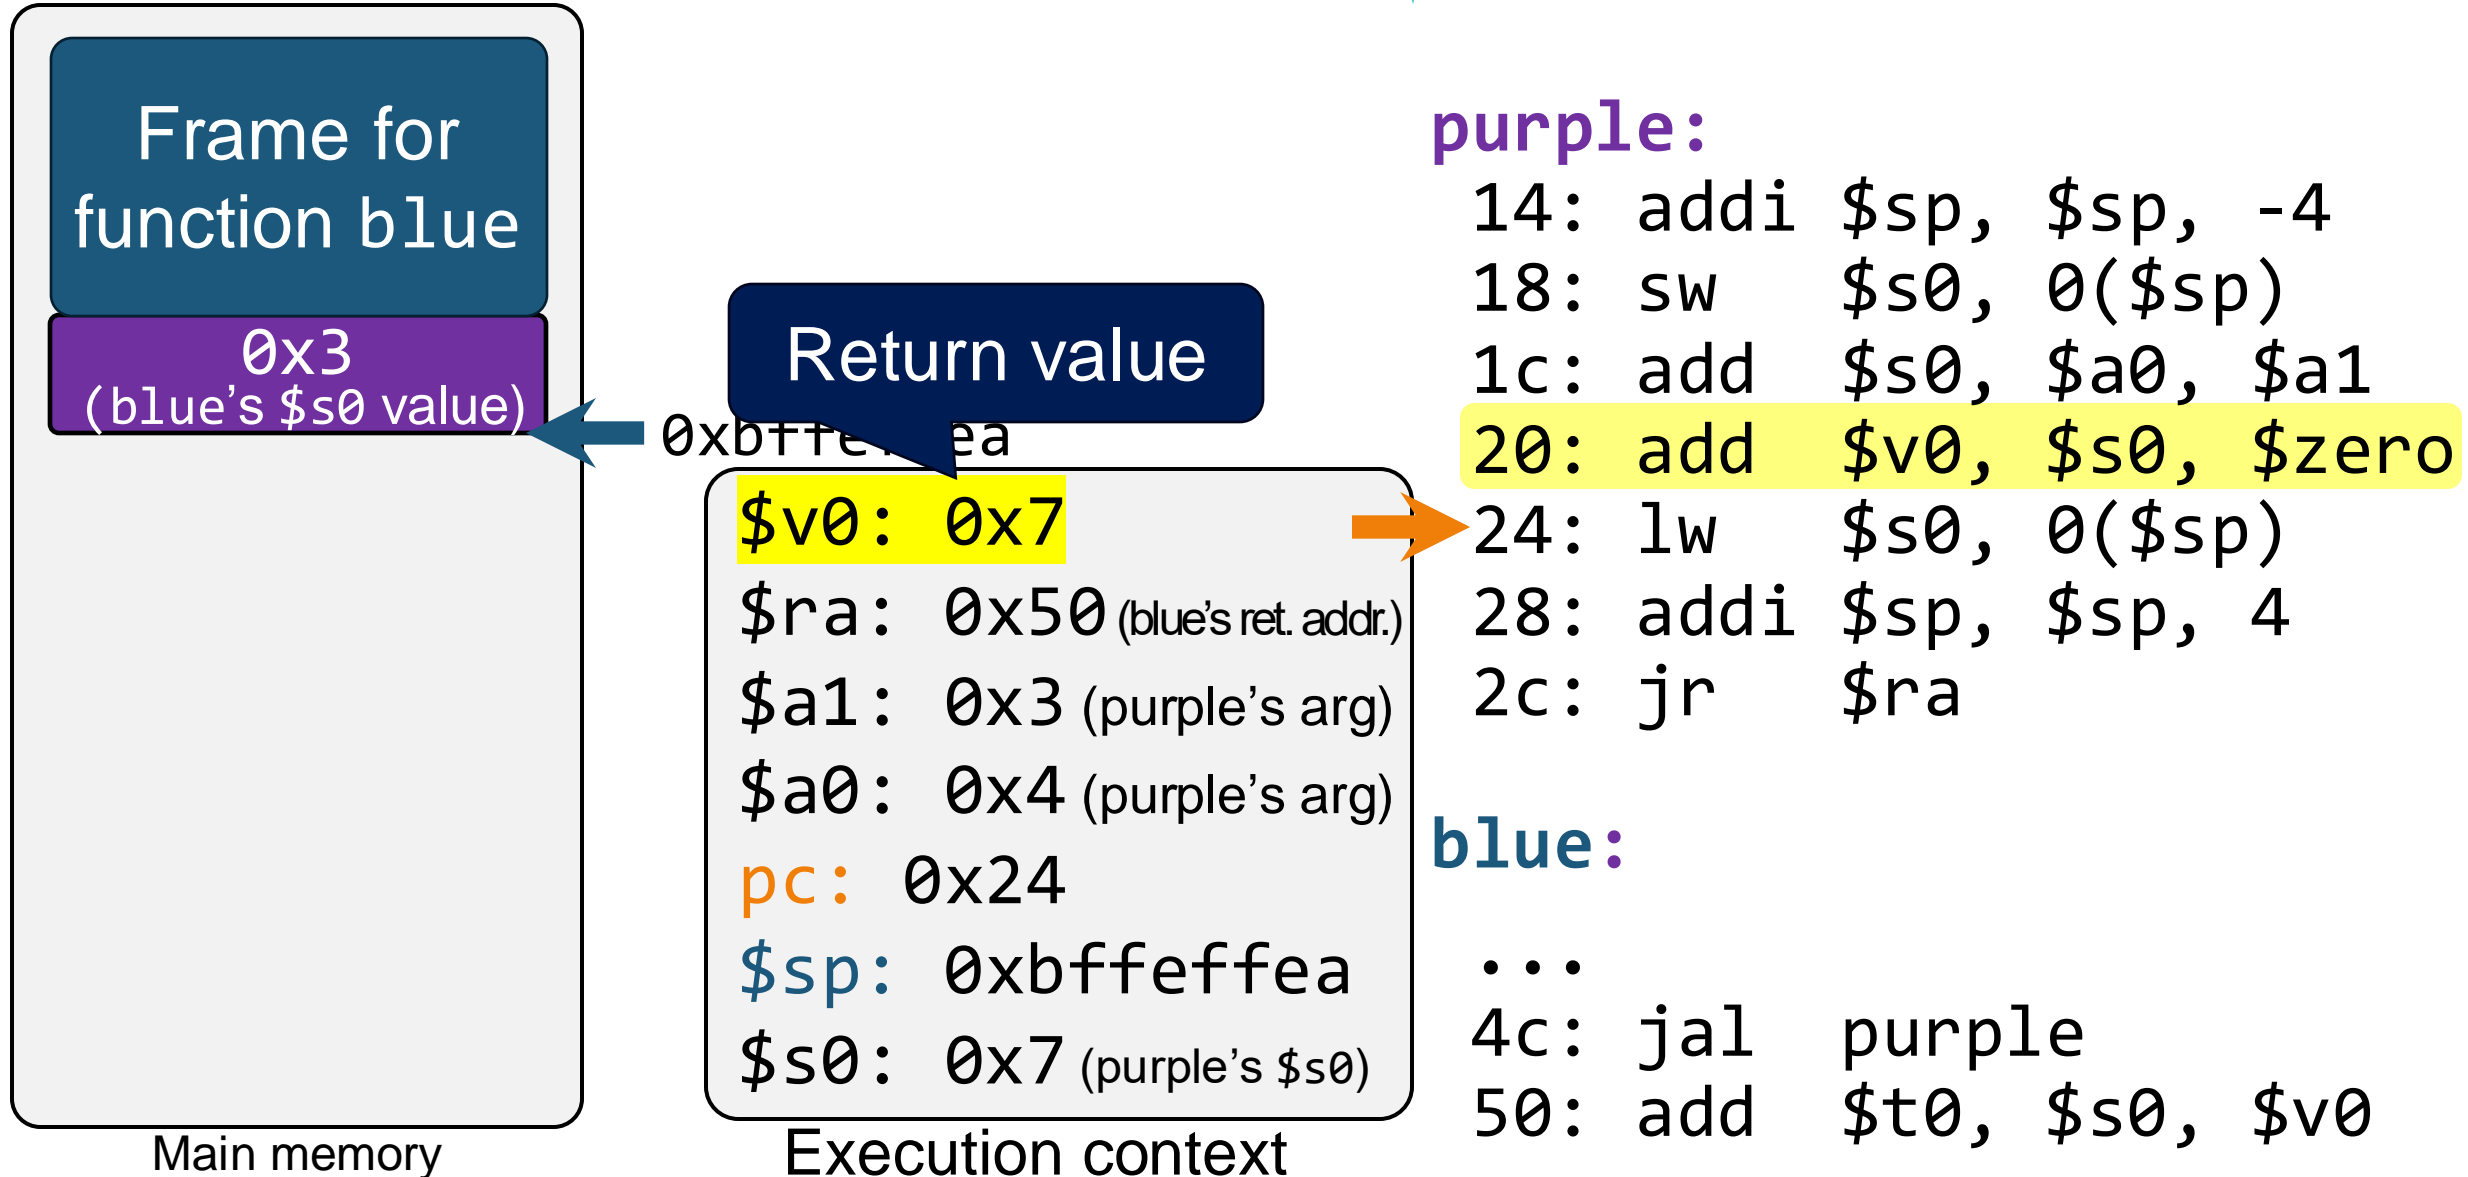 Frame for
function blue
0x3
(blue's $s0 value)
Main memory
Return value
$v0: 0x7
$ra: 0x50 (blue's ret. addr.)
$a1: 0x3 (purple's arg)
$a0: 0x4 (purple's arg)
pc: 0x24
$sp: 0xbffeffea
$s0: 0x7 (purple's $s0)
Execution context
purple:
14: addi $sp, $sp, -4
18: sw $s0, 0($sp)
1c: add $s0, $a0, $a1
20: add $v0, $s0, $zero
24: lw $s0, 0($sp)
28: addi $sp, $sp, 4
2c: jr $ra
blue:
...
4c: jal purple
50: add $t0, $s0, $v0